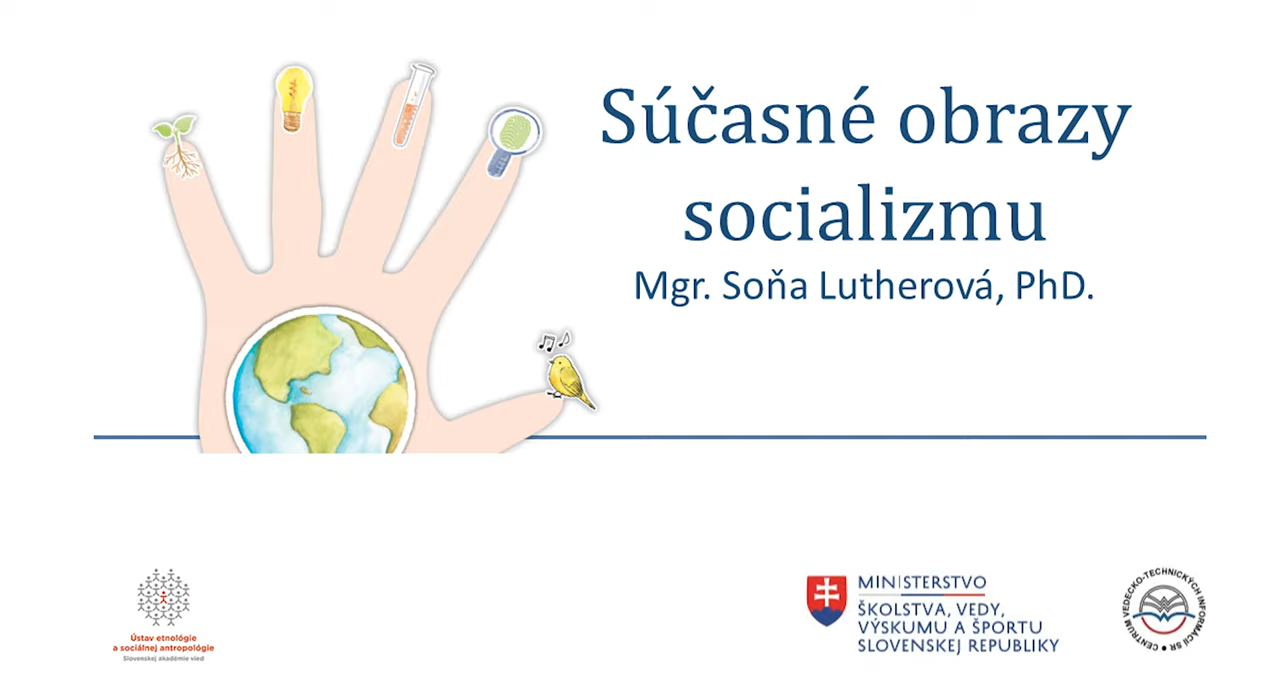 Súčasné obrazy
socializmu
Mgr. Soňa Lutherová, PhD.
Ústav etnológie
a sociálnej antropológie
Slovenskej akadémie vied
MINISTERSTVO
ŠKOLSTVA, VEDY,
VÝSKUMU A ŠPORTU
SLOVENSKEJ REPUBLIKY
CENTRUM VEDECKO-TECHNICKÝCH INFORMÁCIÍ SR